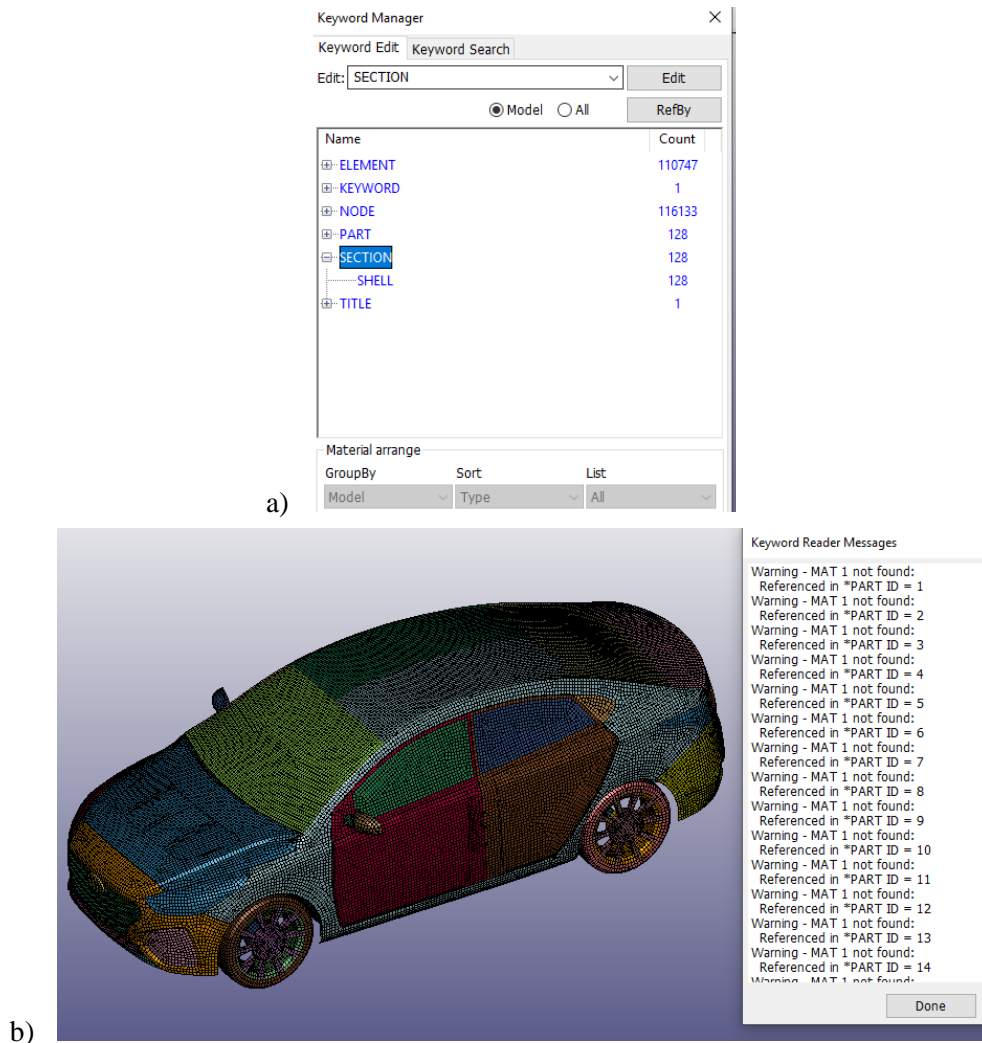 Keyword Manager
Keyword Edit Keyword Search
Edit: SECTION Edit
Model All RefBy
Name Count
ELEMENT 110747
KEYWORD 1
NODE 116133
PART 128
SECTION 128
SHELL 128
TITLE 1
Material arrange
GroupBy Sort List
Model Type All
a)
Keyword Reader Messages
Warning - MAT 1 not found:
Referenced in *PART ID = 1
Warning - MAT 1 not found:
Referenced in *PART ID = 2
Warning - MAT 1 not found:
Referenced in *PART ID = 3
Warning - MAT 1 not found:
Referenced in *PART ID = 4
Warning - MAT 1 not found:
Referenced in *PART ID = 5
Warning - MAT 1 not found:
Referenced in *PART ID = 6
Warning - MAT 1 not found:
Referenced in *PART ID = 7
Warning - MAT 1 not found:
Referenced in *PART ID = 8
Warning - MAT 1 not found:
Referenced in *PART ID = 9
Warning - MAT 1 not found:
Referenced in *PART ID = 10
Warning - MAT 1 not found:
Referenced in *PART ID = 11
Warning - MAT 1 not found:
Referenced in *PART ID = 12
Warning - MAT 1 not found:
Referenced in *PART ID = 13
Warning - MAT 1 not found:
Referenced in *PART ID = 14
Warning - MAT 1 not found:
Done
b)